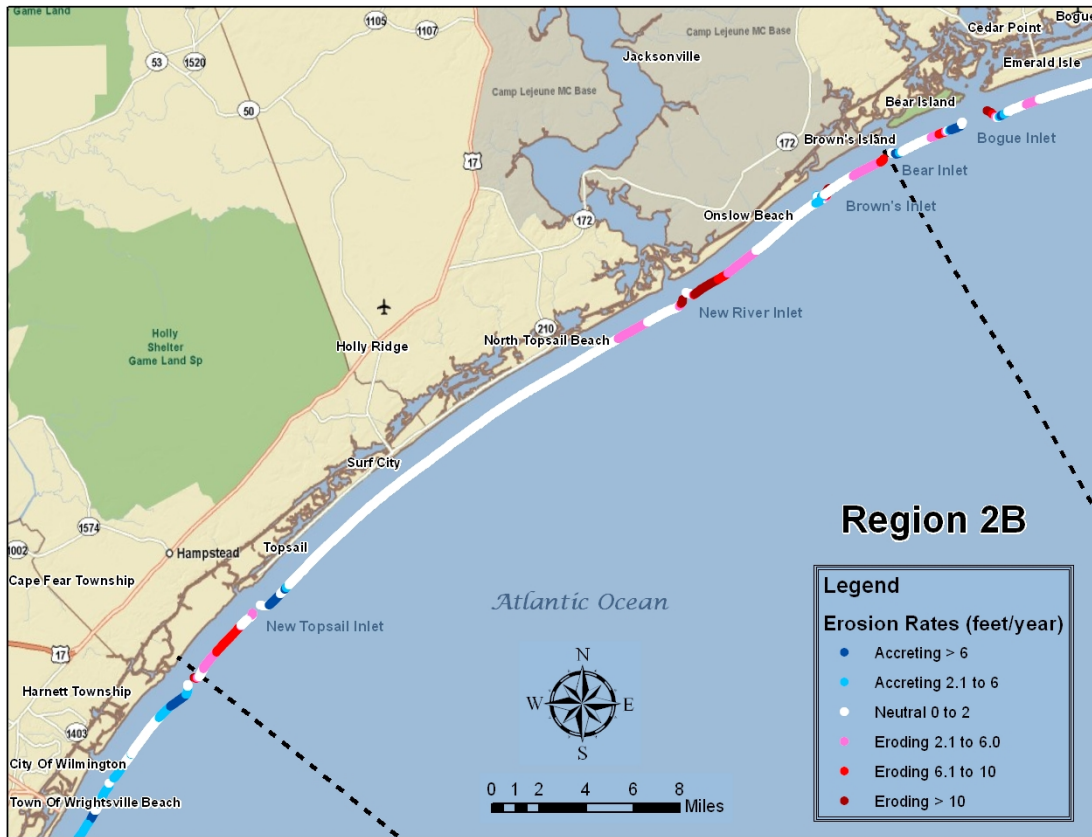 Game Land
1105
1107
53
1520
50
17
Camp Lejeune MC Base
Camp Lejeune MC Base
Jacksonville
Cedar Point
Bogue
Emerald Isle
Bear Island
172
Brown's Island
Bogue Inlet
Bear Inlet
Brown's Inlet
Onslow Beach
172
New River Inlet
210
North Topsail Beach
Holly Ridge
Holly
Shelter
Game Land Sp
Surf City
1574
1002
Hampstead
Topsail
Cape Fear Township
New Topsail Inlet
17
Harnett Township
1403
City Of Wilmington
Town Of Wrightsville Beach
Atlantic Ocean
N
W E
S
0 1 2 4 6 8
Miles
Region 2B
Legend
Erosion Rates (feet/year)
Accreting > 6
Accreting 2.1 to 6
Neutral 0 to 2
Eroding 2.1 to 6.0
Eroding 6.1 to 10
Eroding > 10